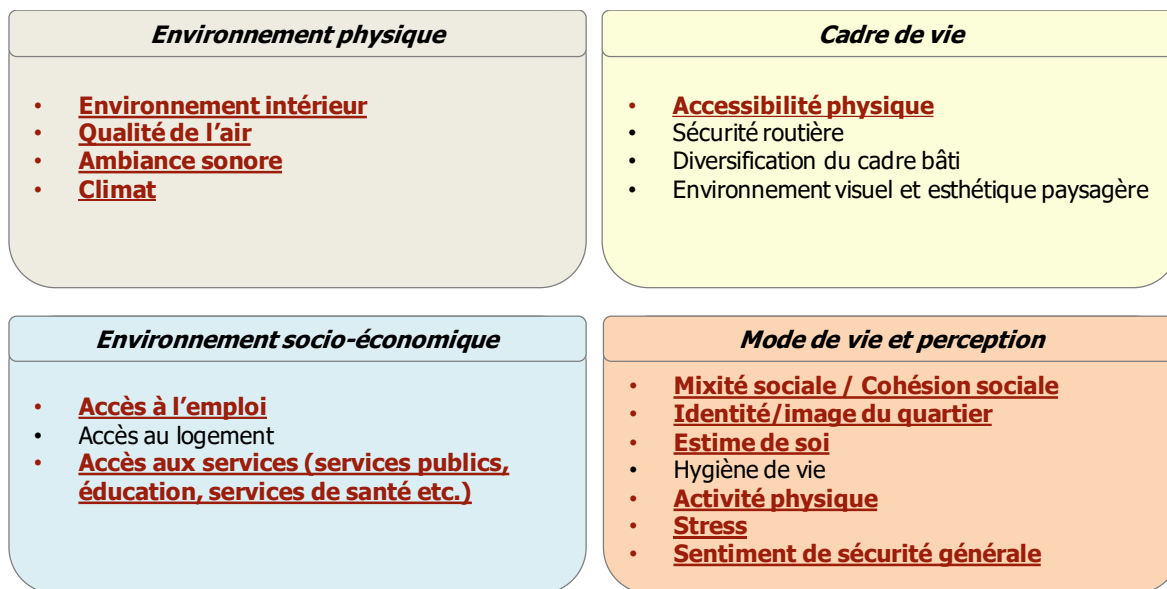 Environnement physique
• Environnement intérieur
• Qualité de l'air
• Ambiance sonore
• Climat
Cadre de vie
• Accessibilité physique
• Sécurité routière
• Diversification du cadre bâti
• Environnement visuel et esthétique paysagère
Environnement socio-économique
• Accès à l'emploi
• Accès au logement
• Accès aux services (services publics,
éducation, services de santé etc.)
Mode de vie et perception
• Mixité sociale / Cohésion sociale
• Identité/image du quartier
• Estime de soi
• Hygiène de vie
• Activité physique
• Stress
• Sentiment de sécurité générale